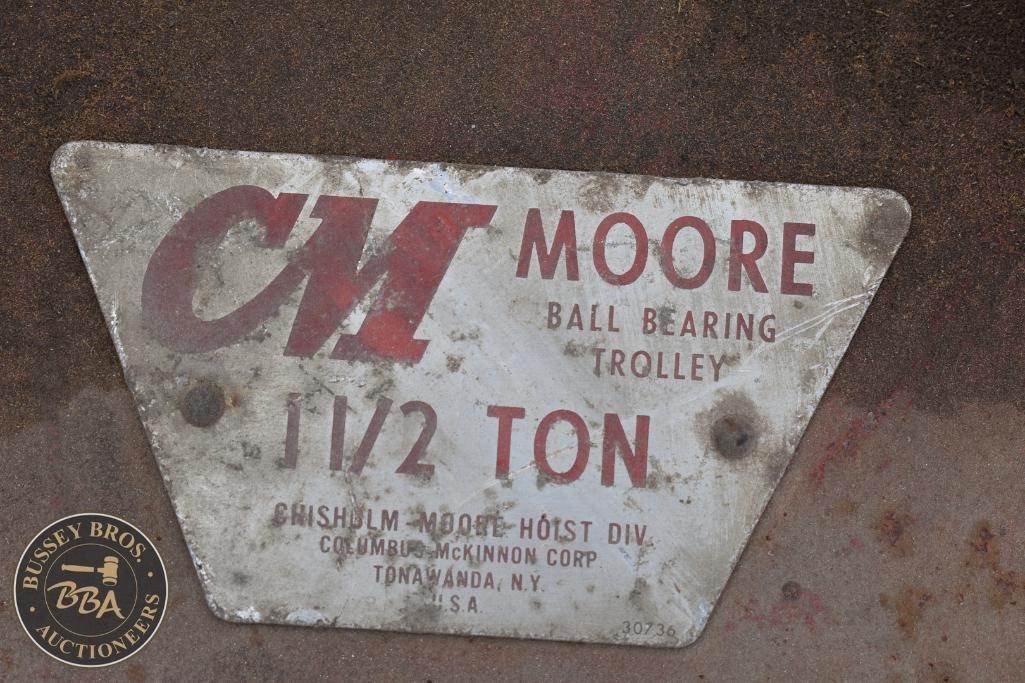 CM MOORE
BALL BEARING
TROLLEY
1 1/2 TON
CHISHOLM-MOORE HOIST DIV.
COLUMBUS McKINNON CORP
TONAWANDA, N.Y.
U.S.A.
30736
BUSSEY BROS.
BBA
AUCTIONEERS